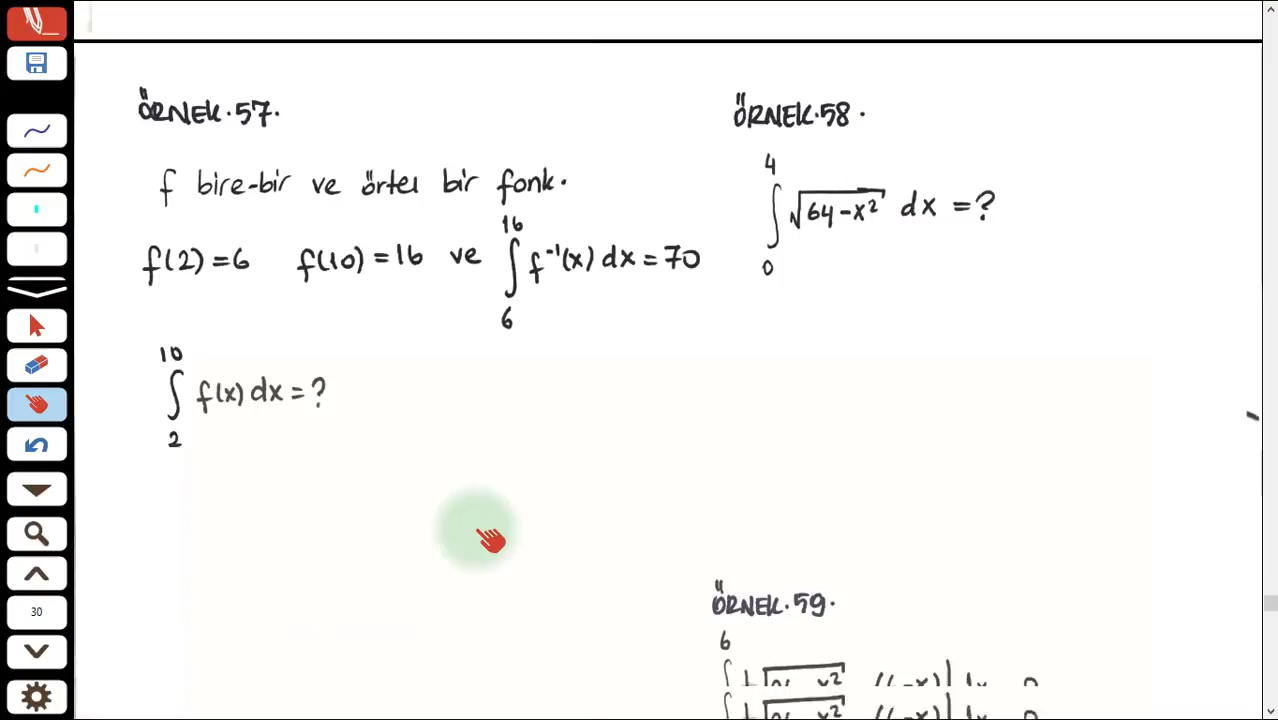 ÖRNEK.57.
f bire-bir ve örten bir fonk.
f(2)=6 f(10)=16 ve ∫₆¹⁶ f⁻¹(x) dx = 70
∫₂¹⁰ f(x) dx = ?
ÖRNEK.58.
∫₀⁴ √64-x² dx = ?
ÖRNEK.59.
6
30